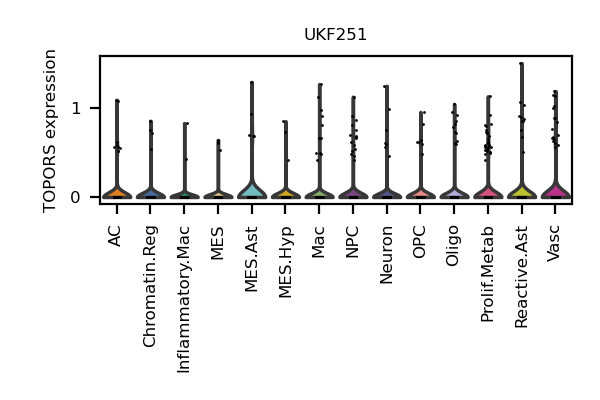 UKF251
TOPORS expression
1
0
AC
Chromatin.Reg
Inflammatory.Mac
MES
MES.Ast
MES.Hyp
Mac
NPC
Neuron
OPC
Oligo
Prolif.Metab
Reactive.Ast
Vasc